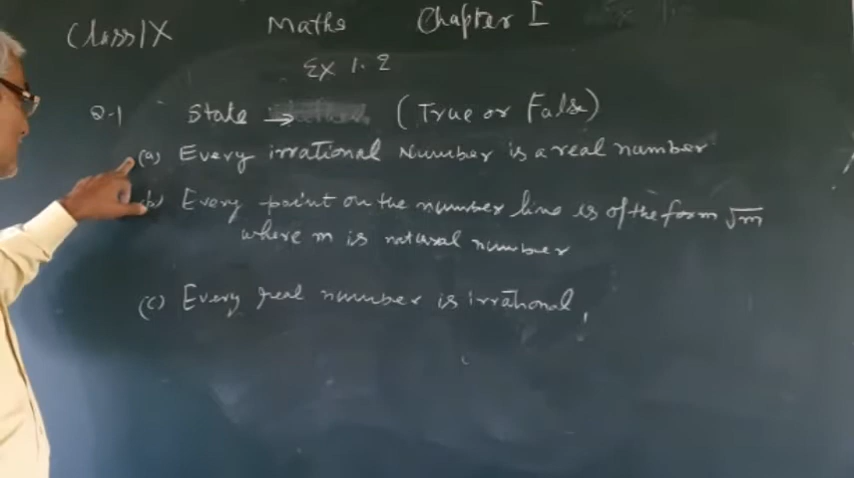 Class IX Maths Chapter I
Ex 1.2
Q-1 State → (True or False)
(a) Every irrational Number is a real number
(b) Every point on the number line is of the form √m
where m is natural number
(c) Every real number is irrational,